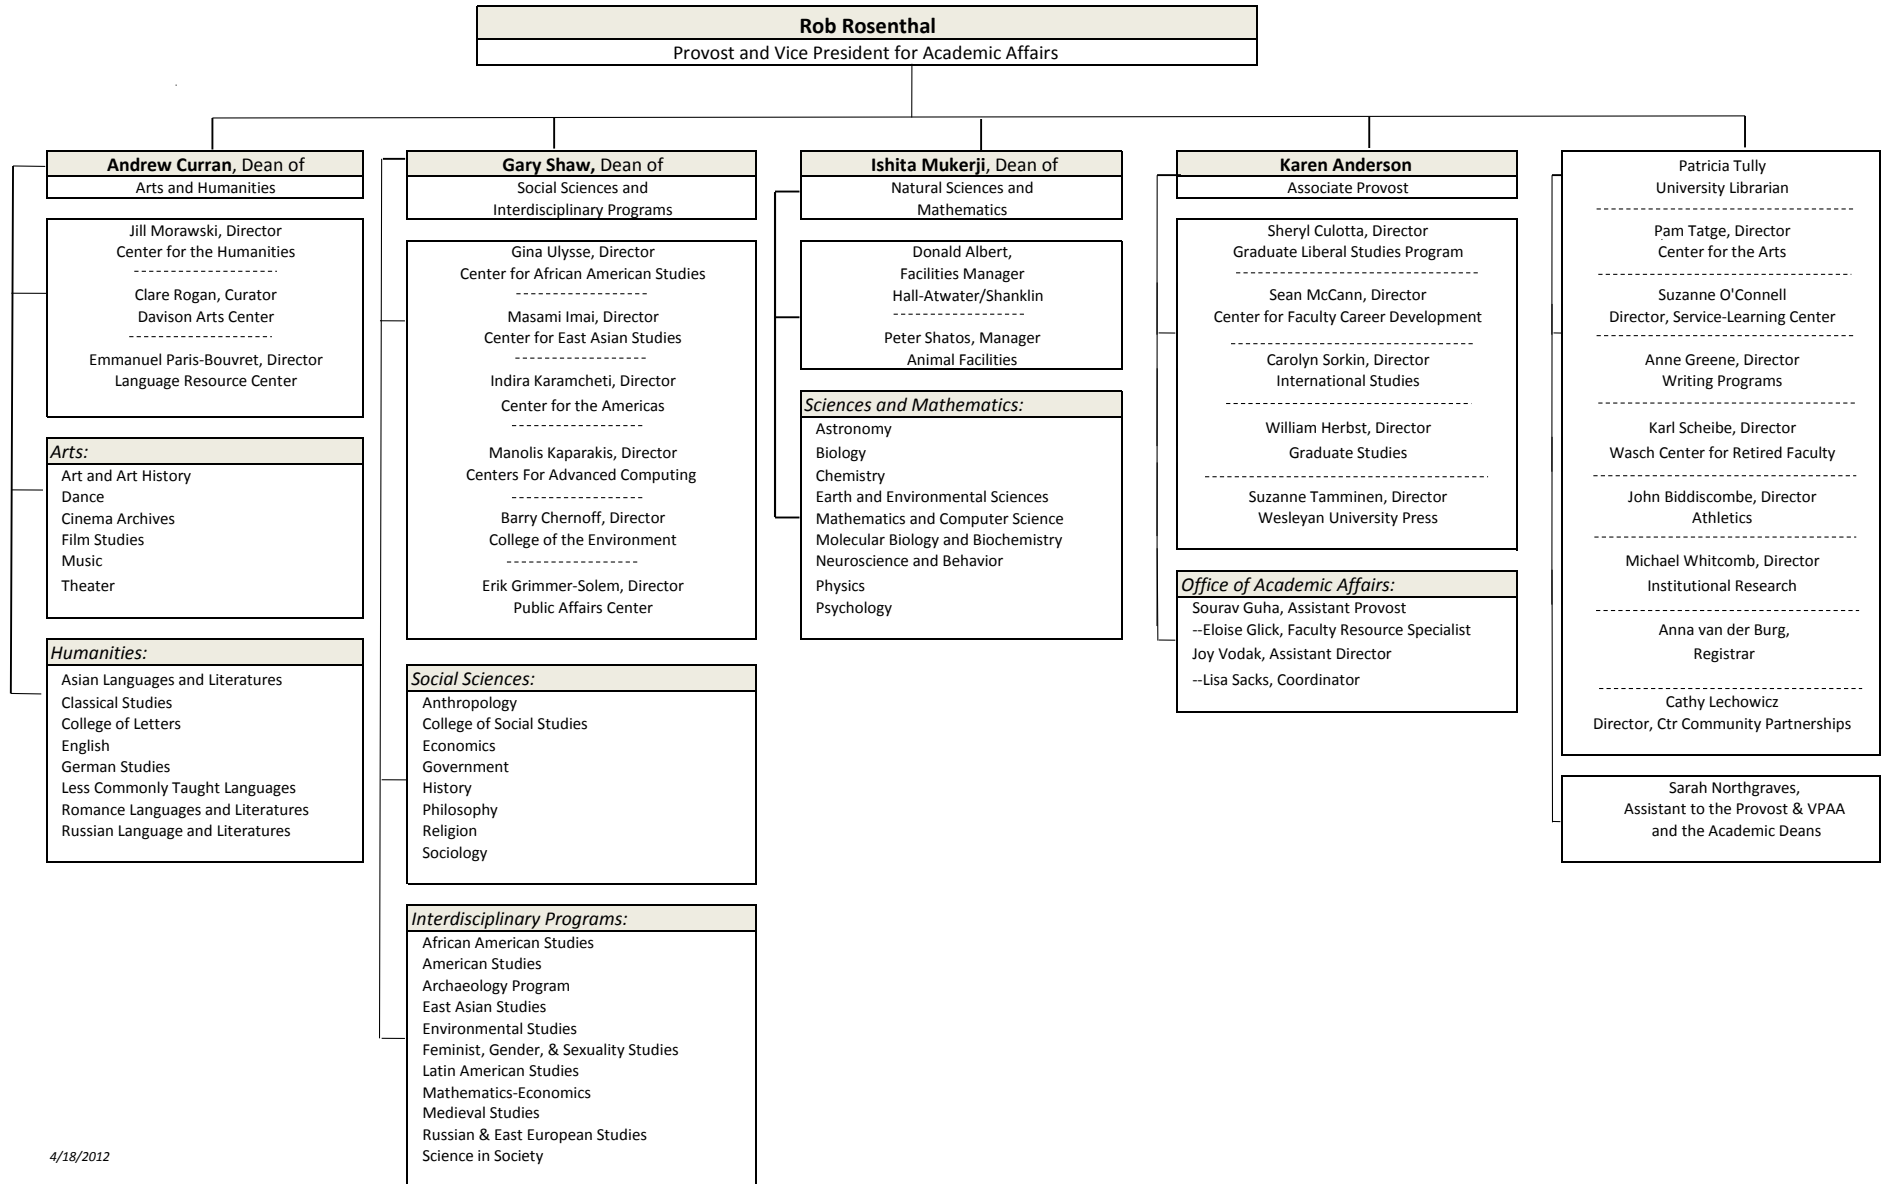 Rob Rosenthal
Provost and Vice President for Academic Affairs
Andrew Curran, Dean of
Arts and Humanities
Jill Morawski, Director
Center for the Humanities
Clare Rogan, Curator
Davison Arts Center
Emmanuel Paris-Bouvret, Director
Language Resource Center
Arts:
Art and Art History
Dance
Cinema Archives
Film Studies
Music
Theater
Humanities:
Asian Languages and Literatures
Classical Studies
College of Letters
English
German Studies
Less Commonly Taught Languages
Romance Languages and Literatures
Russian Language and Literatures
Gary Shaw, Dean of
Social Sciences and
Interdisciplinary Programs
Gina Ulysse, Director
Center for African American Studies
Masami Imai, Director
Center for East Asian Studies
Indira Karamcheti, Director
Center for the Americas
Manolis Kaparakis, Director
Centers For Advanced Computing
Barry Chernoff, Director
College of the Environment
Erik Grimmer-Solem, Director
Public Affairs Center
Social Sciences:
Anthropology
College of Social Studies
Economics
Government
History
Philosophy
Religion
Sociology
Interdisciplinary Programs:
African American Studies
American Studies
Archaeology Program
East Asian Studies
Environmental Studies
Feminist, Gender, & Sexuality Studies
Latin American Studies
Mathematics-Economics
Medieval Studies
Russian & East European Studies
Science in Society
Ishita Mukerji, Dean of
Natural Sciences and
Mathematics
Donald Albert,
Facilities Manager
Hall-Atwater/Shanklin
Peter Shatos, Manager
Animal Facilities
Sciences and Mathematics:
Astronomy
Biology
Chemistry
Earth and Environmental Sciences
Mathematics and Computer Science
Molecular Biology and Biochemistry
Neuroscience and Behavior
Physics
Psychology
Karen Anderson
Associate Provost
Sheryl Culotta, Director
Graduate Liberal Studies Program
Sean McCann, Director
Center for Faculty Career Development
Carolyn Sorkin, Director
International Studies
William Herbst, Director
Graduate Studies
Suzanne Tamminen, Director
Wesleyan University Press
Office of Academic Affairs:
Sourav Guha, Assistant Provost
--Eloise Glick, Faculty Resource Specialist
Joy Vodak, Assistant Director
--Lisa Sacks, Coordinator
Patricia Tully
University Librarian
Pam Tatge, Director
Center for the Arts
Suzanne O'Connell
Director, Service-Learning Center
Anne Greene, Director
Writing Programs
Karl Scheibe, Director
Wasch Center for Retired Faculty
John Biddiscombe, Director
Athletics
Michael Whitcomb, Director
Institutional Research
Anna van der Burg,
Registrar
Cathy Lechowicz
Director, Ctr Community Partnerships
Sarah Northgraves,
Assistant to the Provost & VPAA
and the Academic Deans
4/18/2012